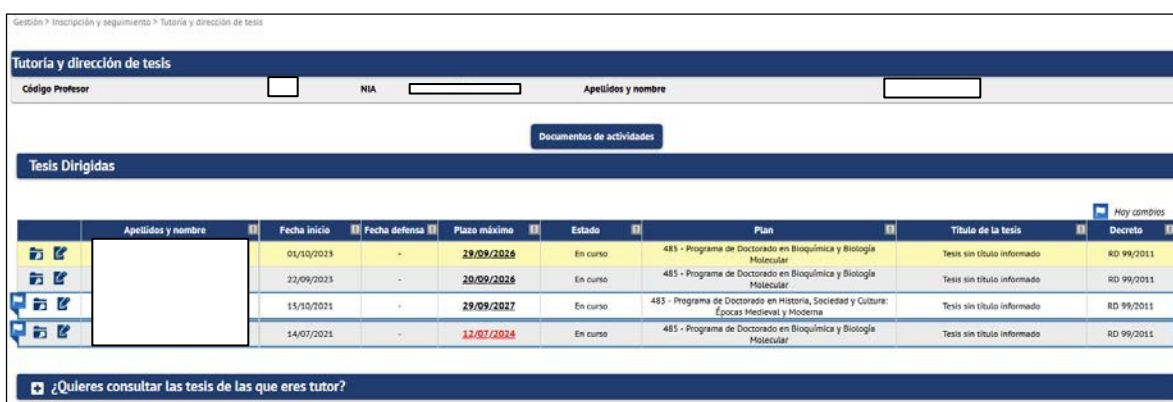 Gestión > Inscripción y seguimiento > Tutoría y dirección de tesis
Tutoría y dirección de tesis
Código Profesor NIA Apellidos y nombre
Documentos de actividades
Tesis Dirigidas
Hay cambios
Apellidos y nombre Fecha inicio Fecha defensa Plazo máximo Estado Plan Título de la tesis Decreto
01/10/2023 - 29/09/2026 En curso 485 - Programa de Doctorado en Bioquímica y Biología Molecular Tesis sin título informado RD 99/2011
22/09/2023 - 20/09/2026 En curso 485 - Programa de Doctorado en Bioquímica y Biología Molecular Tesis sin título informado RD 99/2011
15/10/2021 - 29/09/2027 En curso 483 - Programa de Doctorado en Historia, Sociedad y Cultura: Épocas Medieval y Moderna Tesis sin título informado RD 99/2011
14/07/2021 - 12/07/2024 En curso 485 - Programa de Doctorado en Bioquímica y Biología Molecular Tesis sin título informado RD 99/2011
¿Quieres consultar las tesis de las que eres tutor?